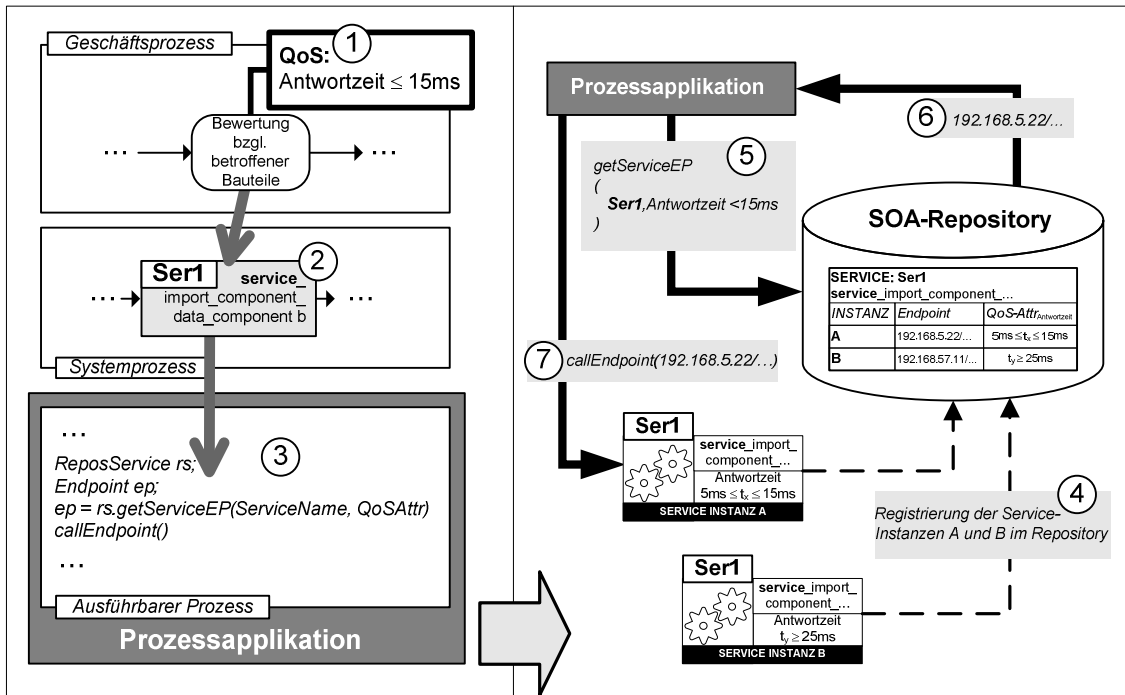 Geschäftsprozess
1
QoS:
Antwortzeit ≤ 15ms
Bewertung
bzgl.
betroffener
Bauteile
...
...
2
Ser1
service_
import_component_
data_component b
...
...
Systemprozess
3
...
ReposService rs;
Endpoint ep;
ep = rs.getServiceEP(ServiceName, QoSAttr)
callEndpoint()
...
Ausführbarer Prozess
Prozessapplikation
Prozessapplikation
6
192.168.5.22/...
5
getServiceEP
(
Ser1,Antwortzeit <15ms
)
SOA-Repository
SERVICE: Ser1
service_import_component_...
INSTANZ Endpoint QoS-Attr Antwortzeit
A 192.168.5.22/... 5ms ≤ tx ≤ 15ms
B 192.168.57.11/... ty ≥ 25ms
7
callEndpoint(192.168.5.22/...)
Ser1
service_import_
component_...
Antwortzeit
5ms ≤ tx ≤ 15ms
SERVICE INSTANZ A
4
Registrierung der Service-
Instanzen A und B im Repository
Ser1
service_import_
component_...
Antwortzeit
ty ≥ 25ms
SERVICE INSTANZ B